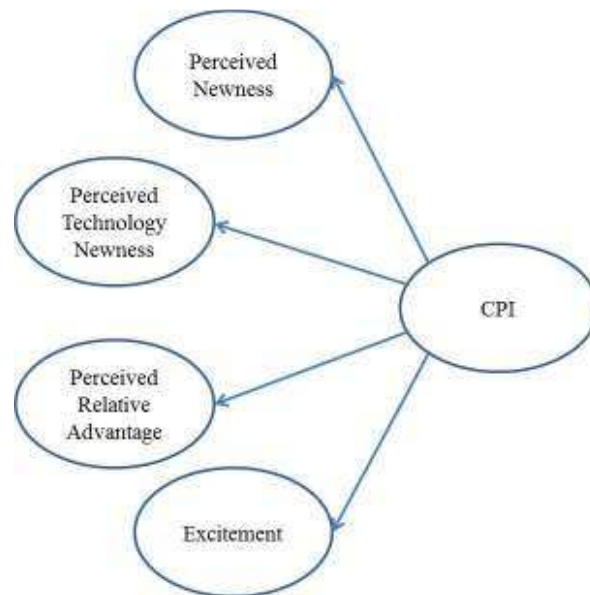 Perceived
Newness
Perceived
Technology
Newness
CPI
Perceived
Relative
Advantage
Excitement